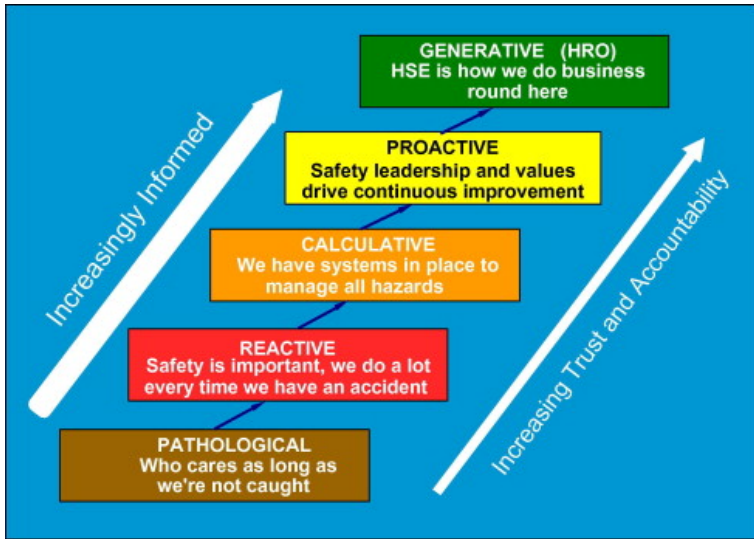 GENERATIVE (HRO)
HSE is how we do business
round here
PROACTIVE
Safety leadership and values
drive continuous improvement
CALCULATIVE
We have systems in place to
manage all hazards
REACTIVE
Safety is important, we do a lot
every time we have an accident
PATHOLOGICAL
Who cares as long as
we're not caught
Increasingly Informed
Increasing Trust and Accountability